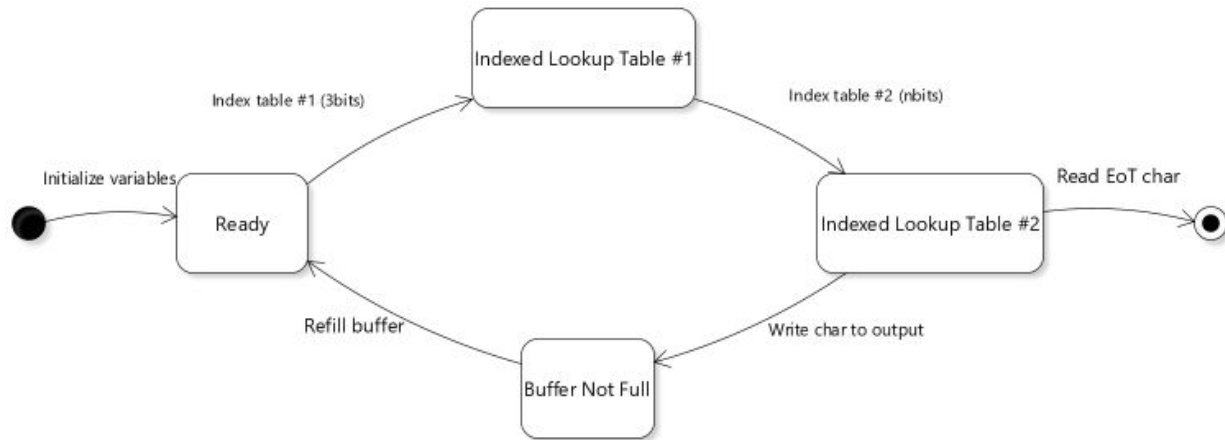 Indexed Lookup Table #1
Index table #1 (3bits)
Index table #2 (nbits)
Initialize variables
Read EoT char
Ready
Indexed Lookup Table #2
Refill buffer
Write char to output
Buffer Not Full